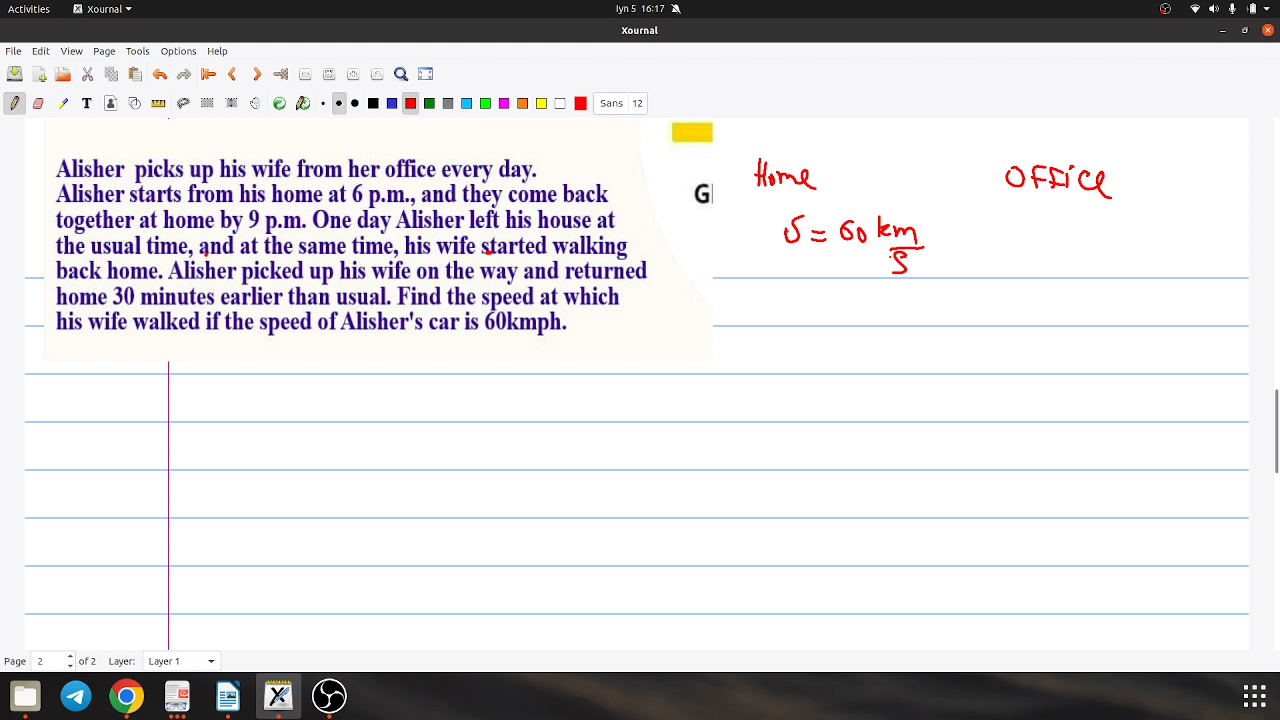 Activities Xournal Iyn 5 16:17
Xournal
File Edit View Page Tools Options Help
Sans 12
Alisher picks up his wife from her office every day.
Alisher starts from his home at 6 p.m., and they come back
together at home by 9 p.m. One day Alisher left his house at
the usual time, and at the same time, his wife started walking
back home. Alisher picked up his wife on the way and returned
home 30 minutes earlier than usual. Find the speed at which
his wife walked if the speed of Alisher's car is 60kmph.
Home OFFice
= 60 km
S
Page 2 of 2 Layer: Layer 1